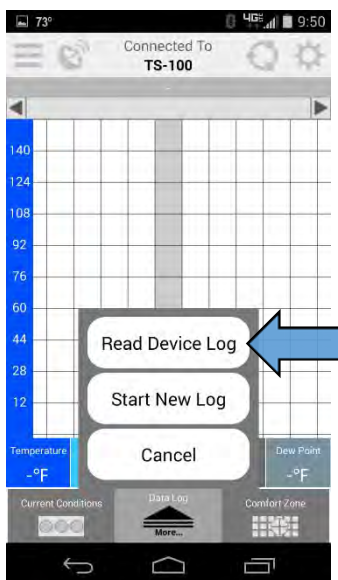 73°
4G 9:50
Connected To
TS-100
-
140
124
108
92
76
60
44
28
12
Read Device Log
Start New Log
Cancel
Temperature
-°F
Dew Point
-°F
Current Conditions
Data Log
More...
Comfort Zone